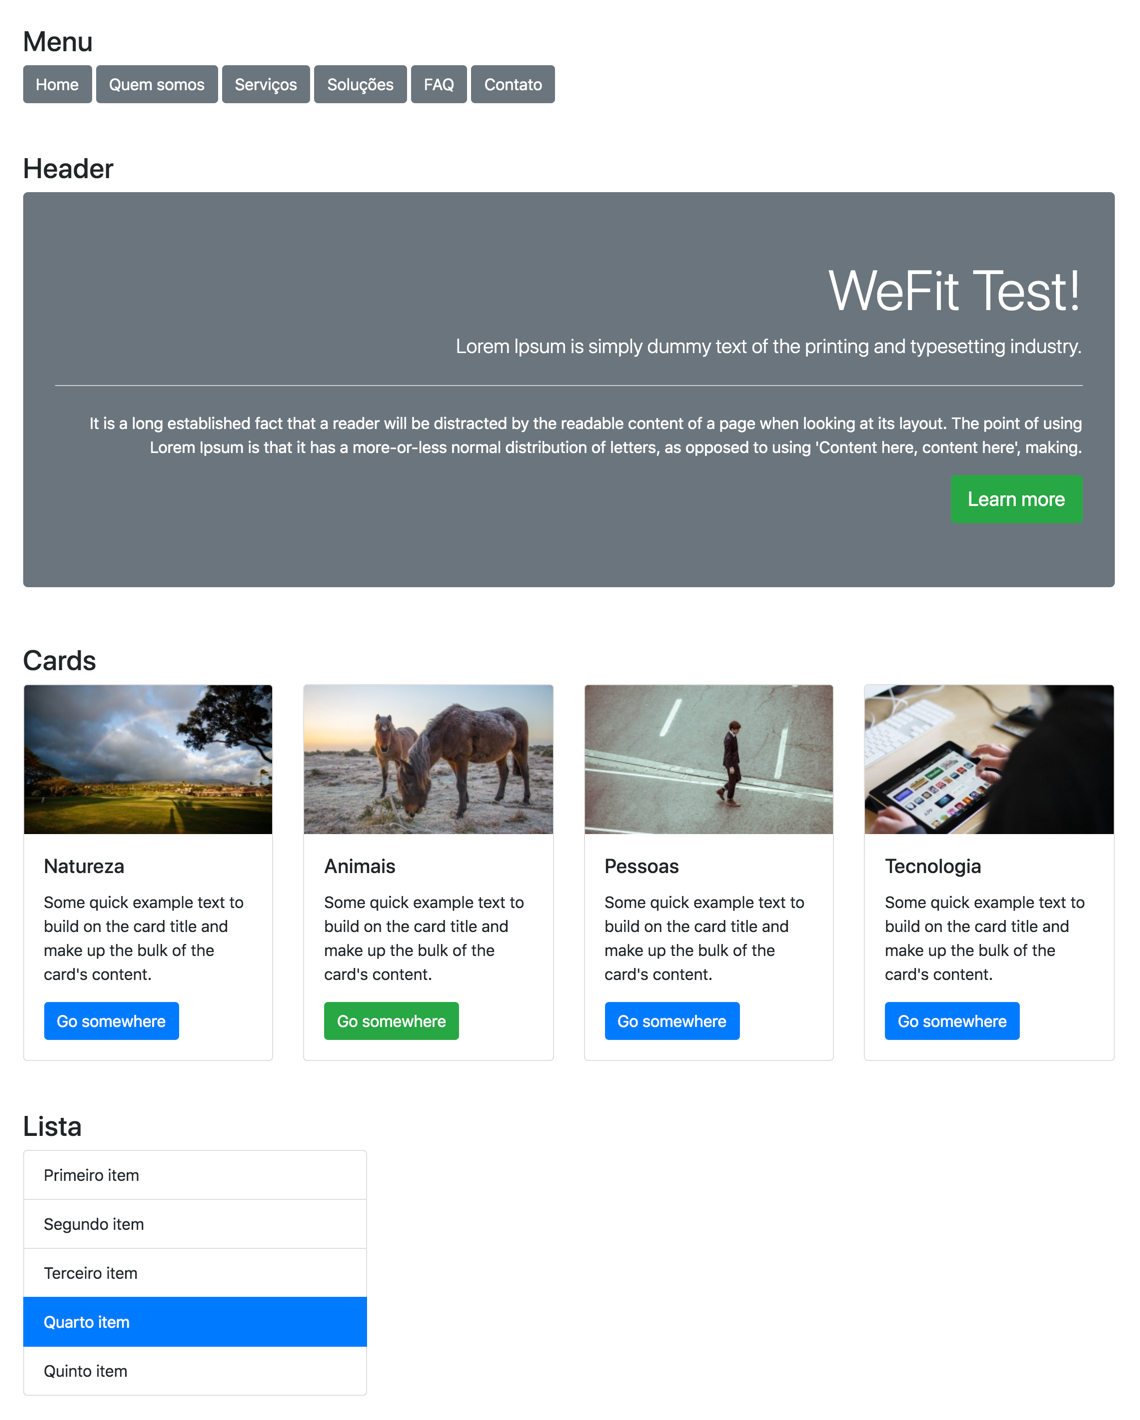 Menu
Home Quem somos Serviços Soluções FAQ Contato
Header
WeFit Test!
Lorem Ipsum is simply dummy text of the printing and typesetting industry.
It is a long established fact that a reader will be distracted by the readable content of a page when looking at its layout. The point of using
Lorem Ipsum is that it has a more-or-less normal distribution of letters, as opposed to using 'Content here, content here', making.
Learn more
Cards
Natureza
Some quick example text to
build on the card title and
make up the bulk of the
card's content.
Go somewhere
Animais
Some quick example text to
build on the card title and
make up the bulk of the
card's content.
Go somewhere
Pessoas
Some quick example text to
build on the card title and
make up the bulk of the
card's content.
Go somewhere
Tecnologia
Some quick example text to
build on the card title and
make up the bulk of the
card's content.
Go somewhere
Lista
Primeiro item
Segundo item
Terceiro item
Quarto item
Quinto item